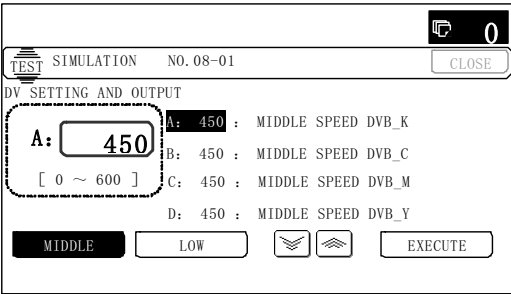 0
TEST SIMULATION NO. 08-01 CLOSE
DV SETTING AND OUTPUT
A: 450
[ 0 ～ 600 ]
A: 450 : MIDDLE SPEED DVB_K
B: 450 : MIDDLE SPEED DVB_C
C: 450 : MIDDLE SPEED DVB_M
D: 450 : MIDDLE SPEED DVB_Y
MIDDLE LOW EXECUTE